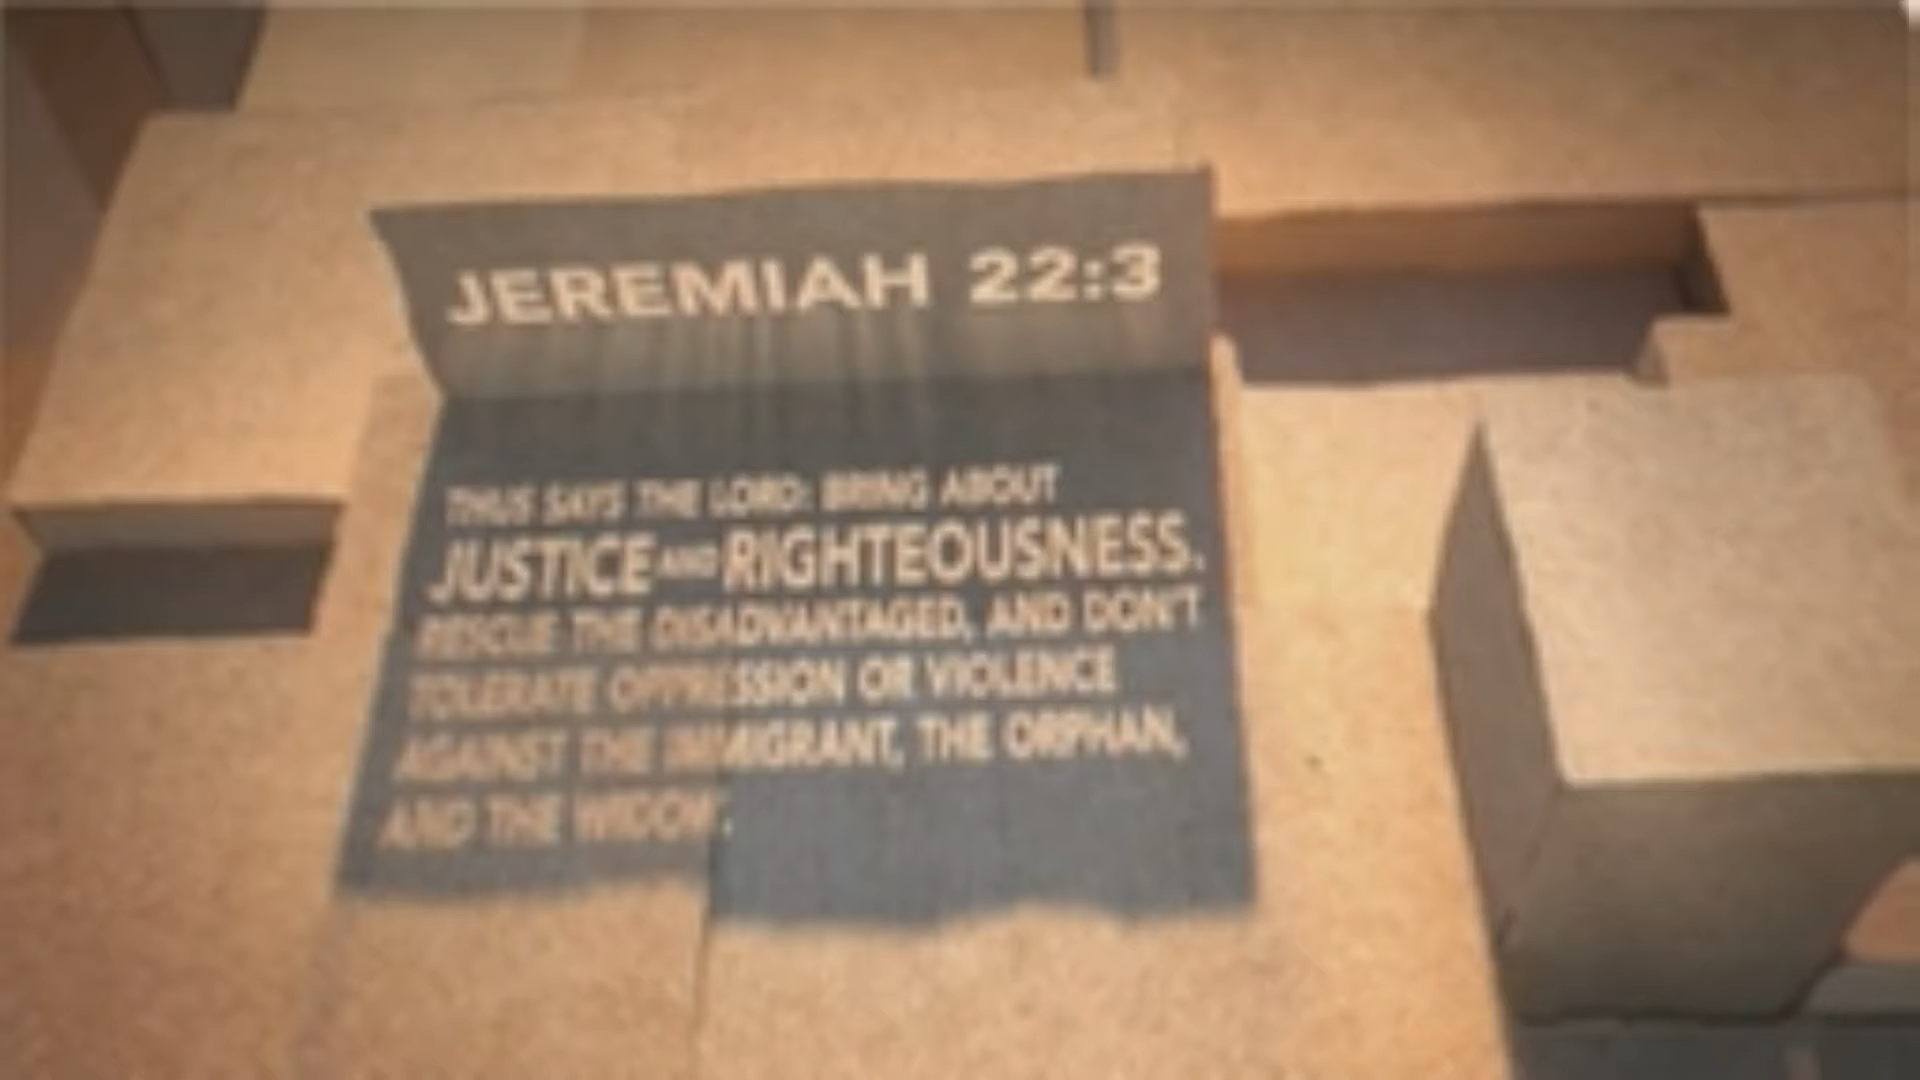 JEREMIAH 22:3
THUS SAYS THE LORD: BRING ABOUT
JUSTICE AND RIGHTEOUSNESS.
RESCUE THE DISADVANTAGED, AND DON'T
TOLERATE OPPRESSION OR VIOLENCE
AGAINST THE IMMIGRANT, THE ORPHAN,
AND THE WIDOW.